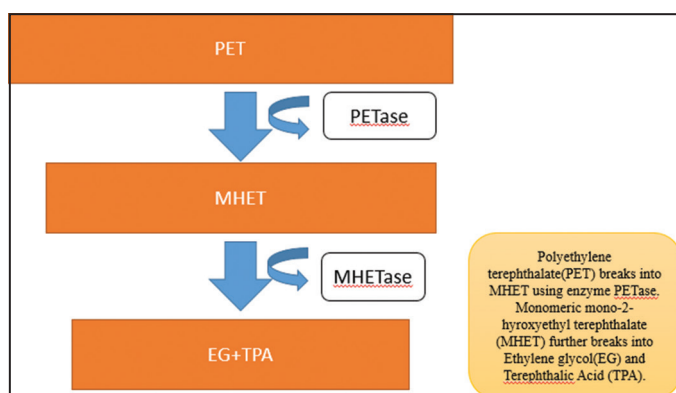 PET
PETase
MHET
MHETase
EG+TPA
Polyethylene
terephthalate(PET) breaks into
MHET using enzyme PETase.
Monomeric mono-2-
hyroxyethyl terephthalate
(MHET) further breaks into
Ethylene glycol(EG) and
Terephthalic Acid (TPA).